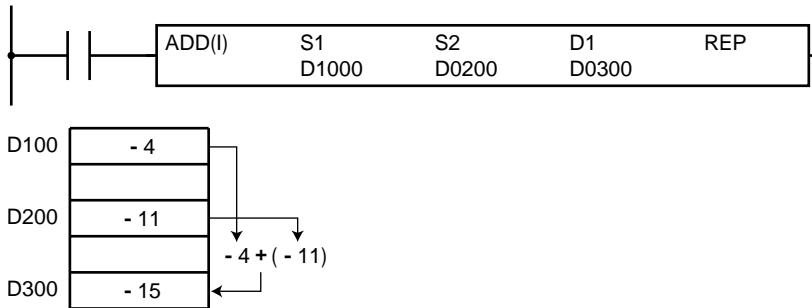 ADD(I) S1 S2 D1 REP
D1000 D0200 D0300
D100 - 4
D200 - 11
- 4 + ( - 11)
D300 - 15